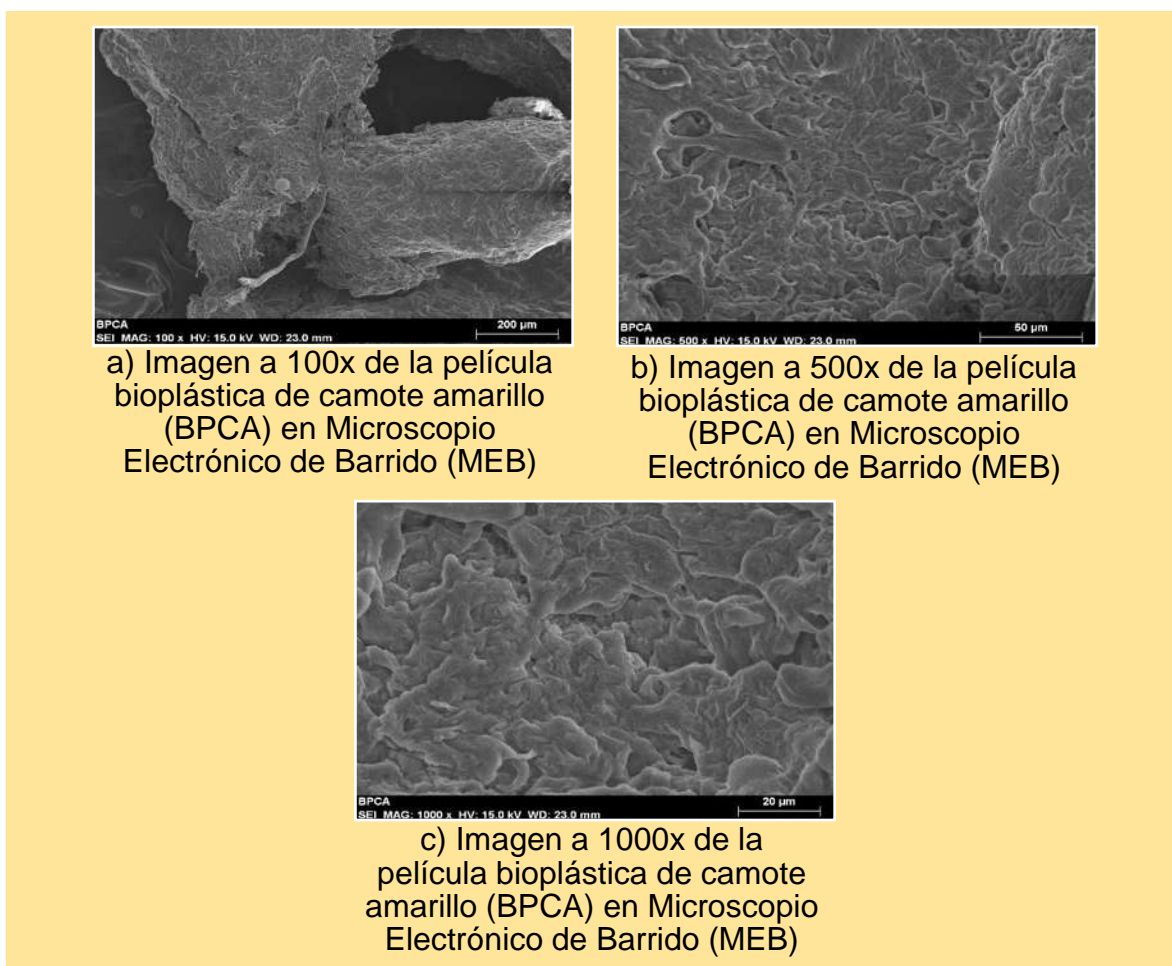 BPCA
200 µm
SEI MAG: 100 x HV: 15.0 kV WD: 23.0 mm
a) Imagen a 100x de la película
bioplástica de camote amarillo
(BPCA) en Microscopio
Electrónico de Barrido (MEB)
BPCA
50 µm
SEI MAG: 500 x HV: 15.0 kV WD: 23.0 mm
b) Imagen a 500x de la película
bioplástica de camote amarillo
(BPCA) en Microscopio
Electrónico de Barrido (MEB)
BPCA
20 µm
SEI MAG: 1000 x HV: 15.0 kV WD: 23.0 mm
c) Imagen a 1000x de la
película bioplástica de camote
amarillo (BPCA) en Microscopio
Electrónico de Barrido (MEB)